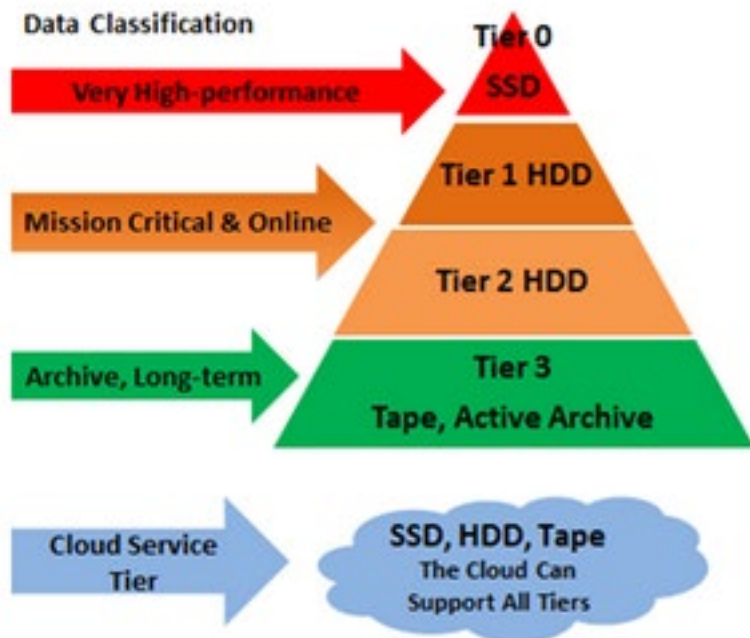 Data Classification
Tier 0
SSD
Very High-performance
Tier 1 HDD
Mission Critical & Online
Tier 2 HDD
Tier 3
Tape, Active Archive
Archive, Long-term
Cloud Service
Tier
SSD, HDD, Tape
The Cloud Can
Support All Tiers